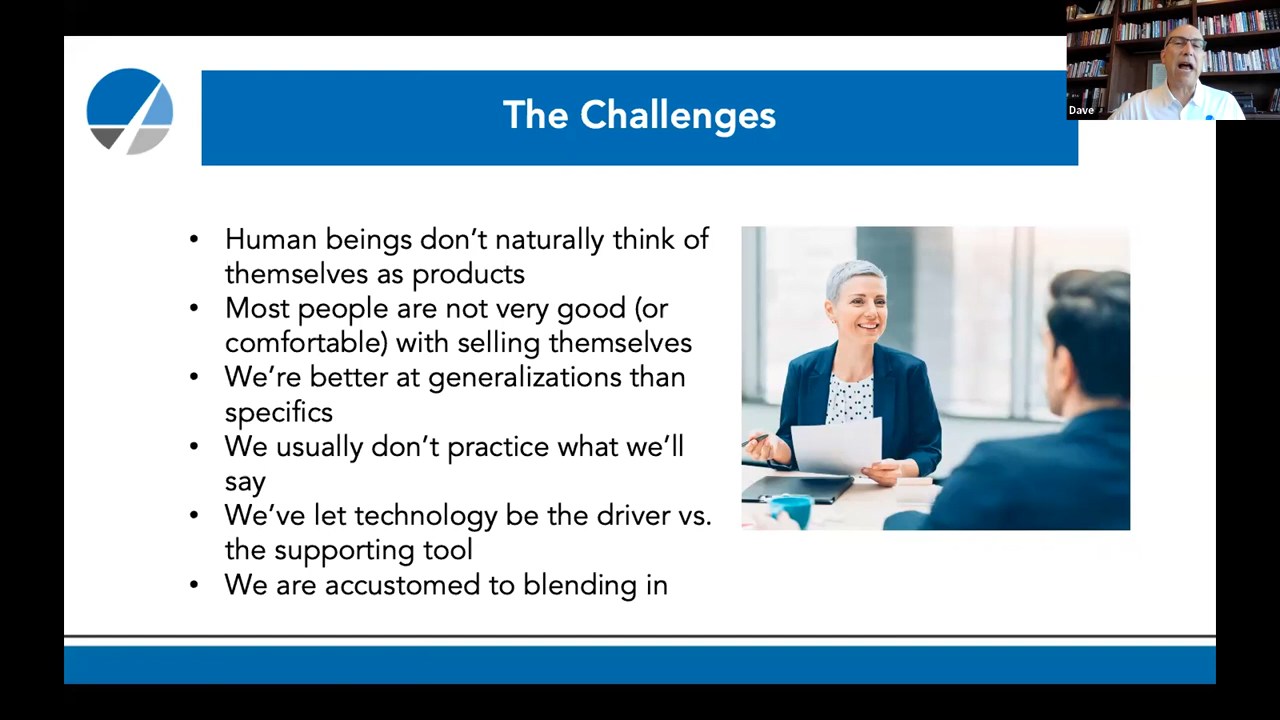 The Challenges
Dave
• Human beings don’t naturally think of
themselves as products
• Most people are not very good (or
comfortable) with selling themselves
• We’re better at generalizations than
specifics
• We usually don’t practice what we’ll
say
• We’ve let technology be the driver vs.
the supporting tool
• We are accustomed to blending in